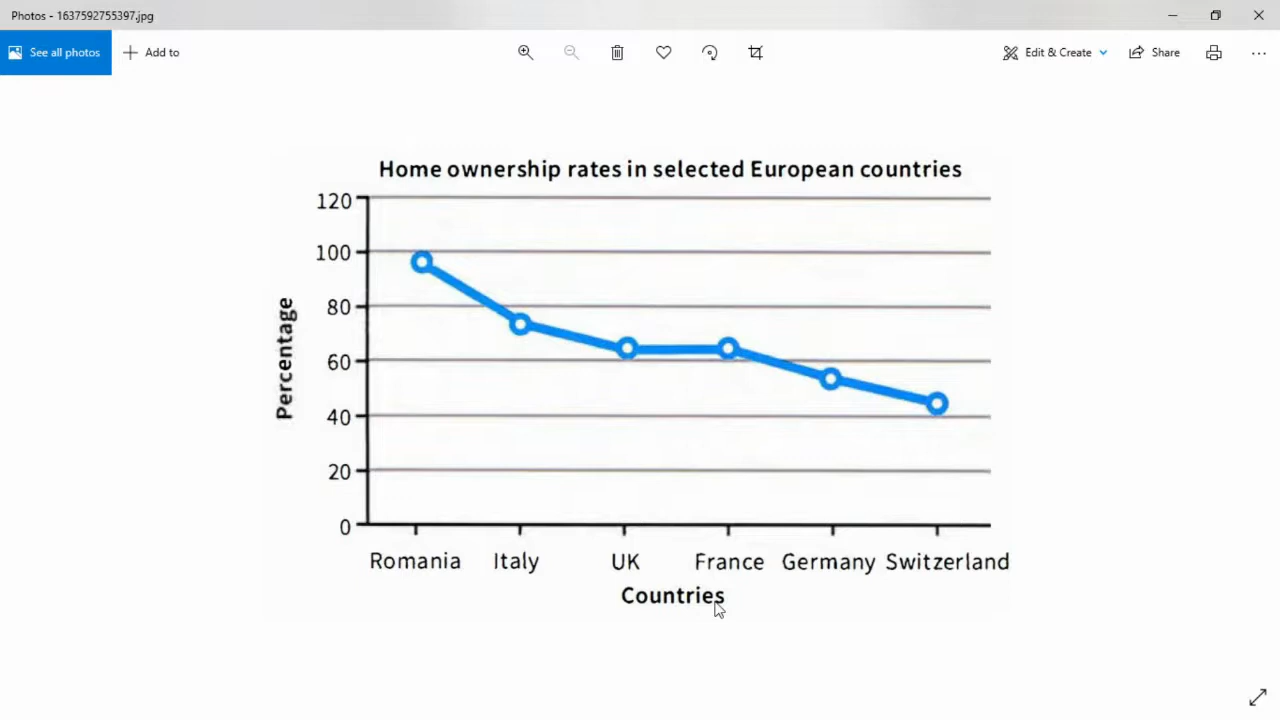 Photos - 1637592755397.jpg
See all photos
Add to
Edit & Create
Share
Home ownership rates in selected European countries
120
100
80
60
40
20
0
Percentage
Romania Italy UK France Germany Switzerland
Countries